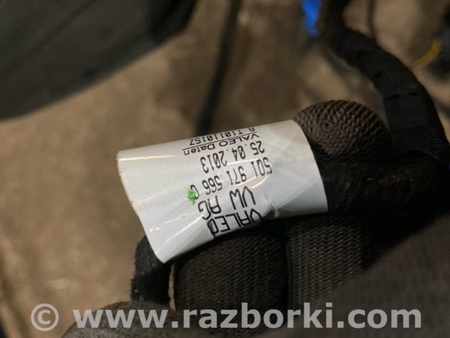 VALEO
VW AG
5Q1 971 566 C
25.04.2013
VALEO Daten
© www.razborki.com